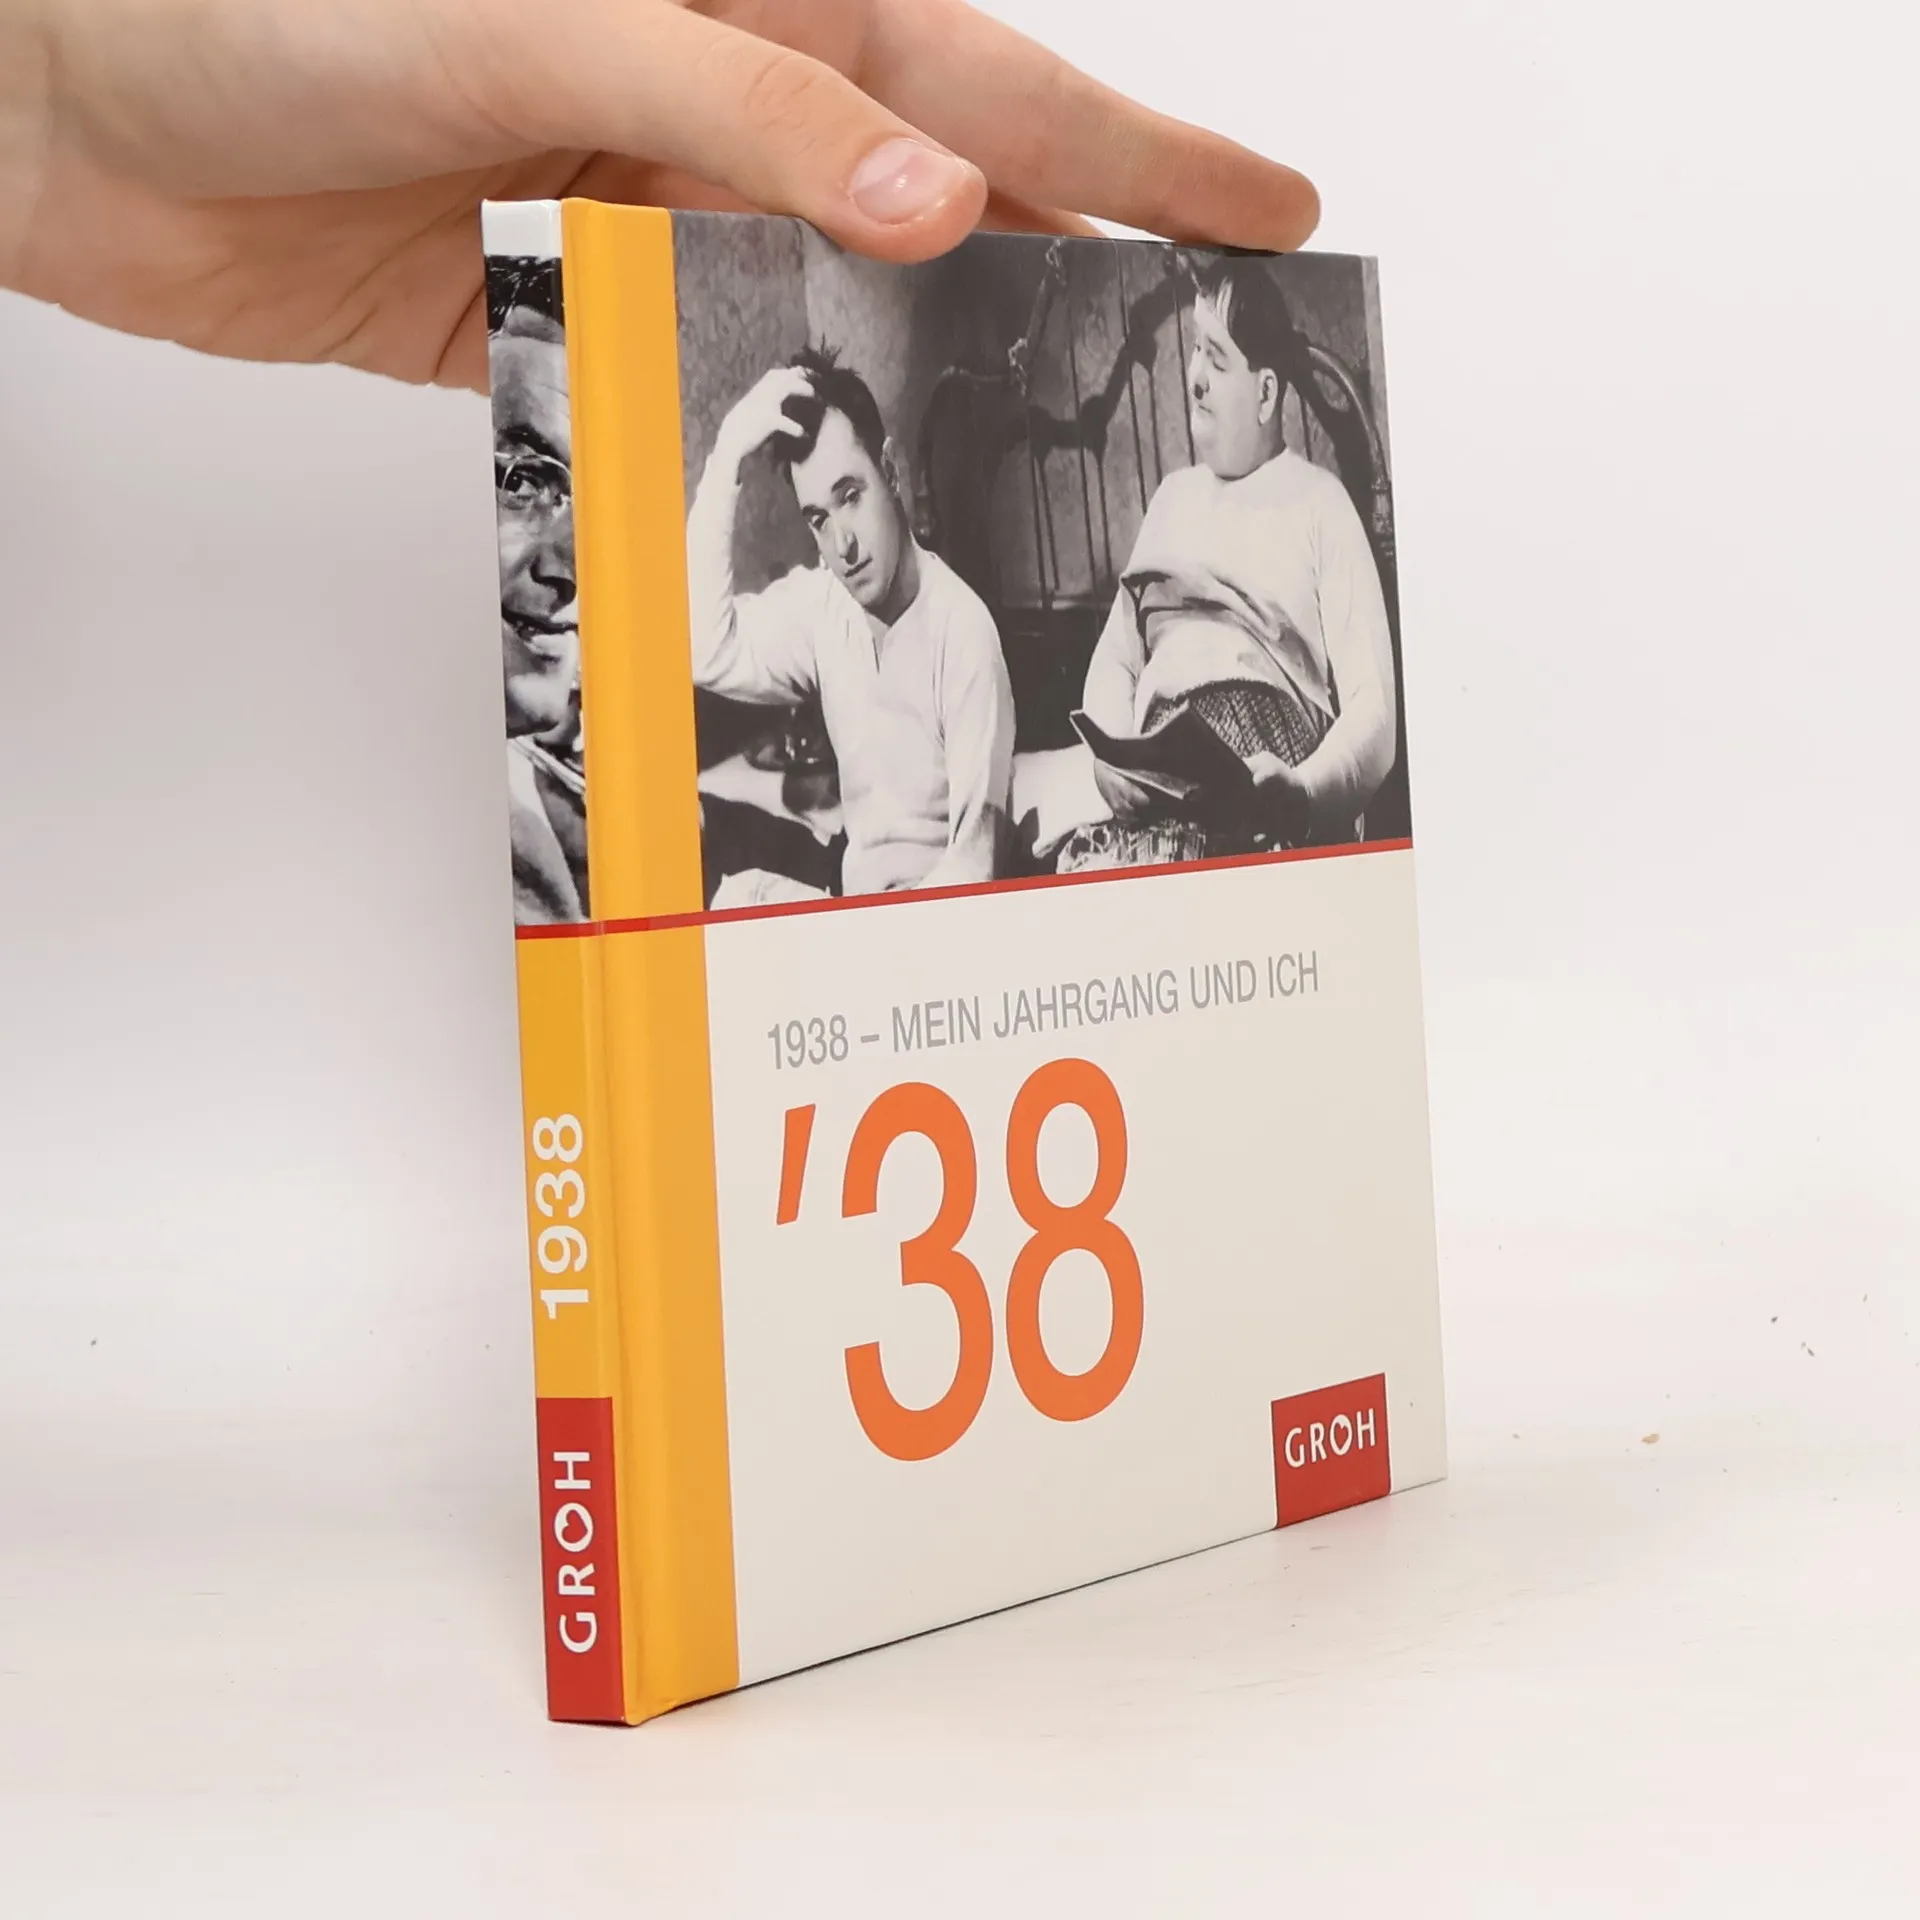 1938 – MEIN JAHRGANG UND ICH
'38
GROH
1938
GROH